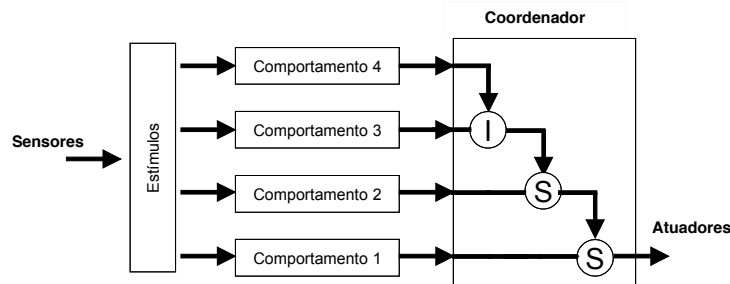 Coordenador
Comportamento 4
Comportamento 3
I
Sensores
Estímulos
Comportamento 2
S
Atuadores
Comportamento 1
S